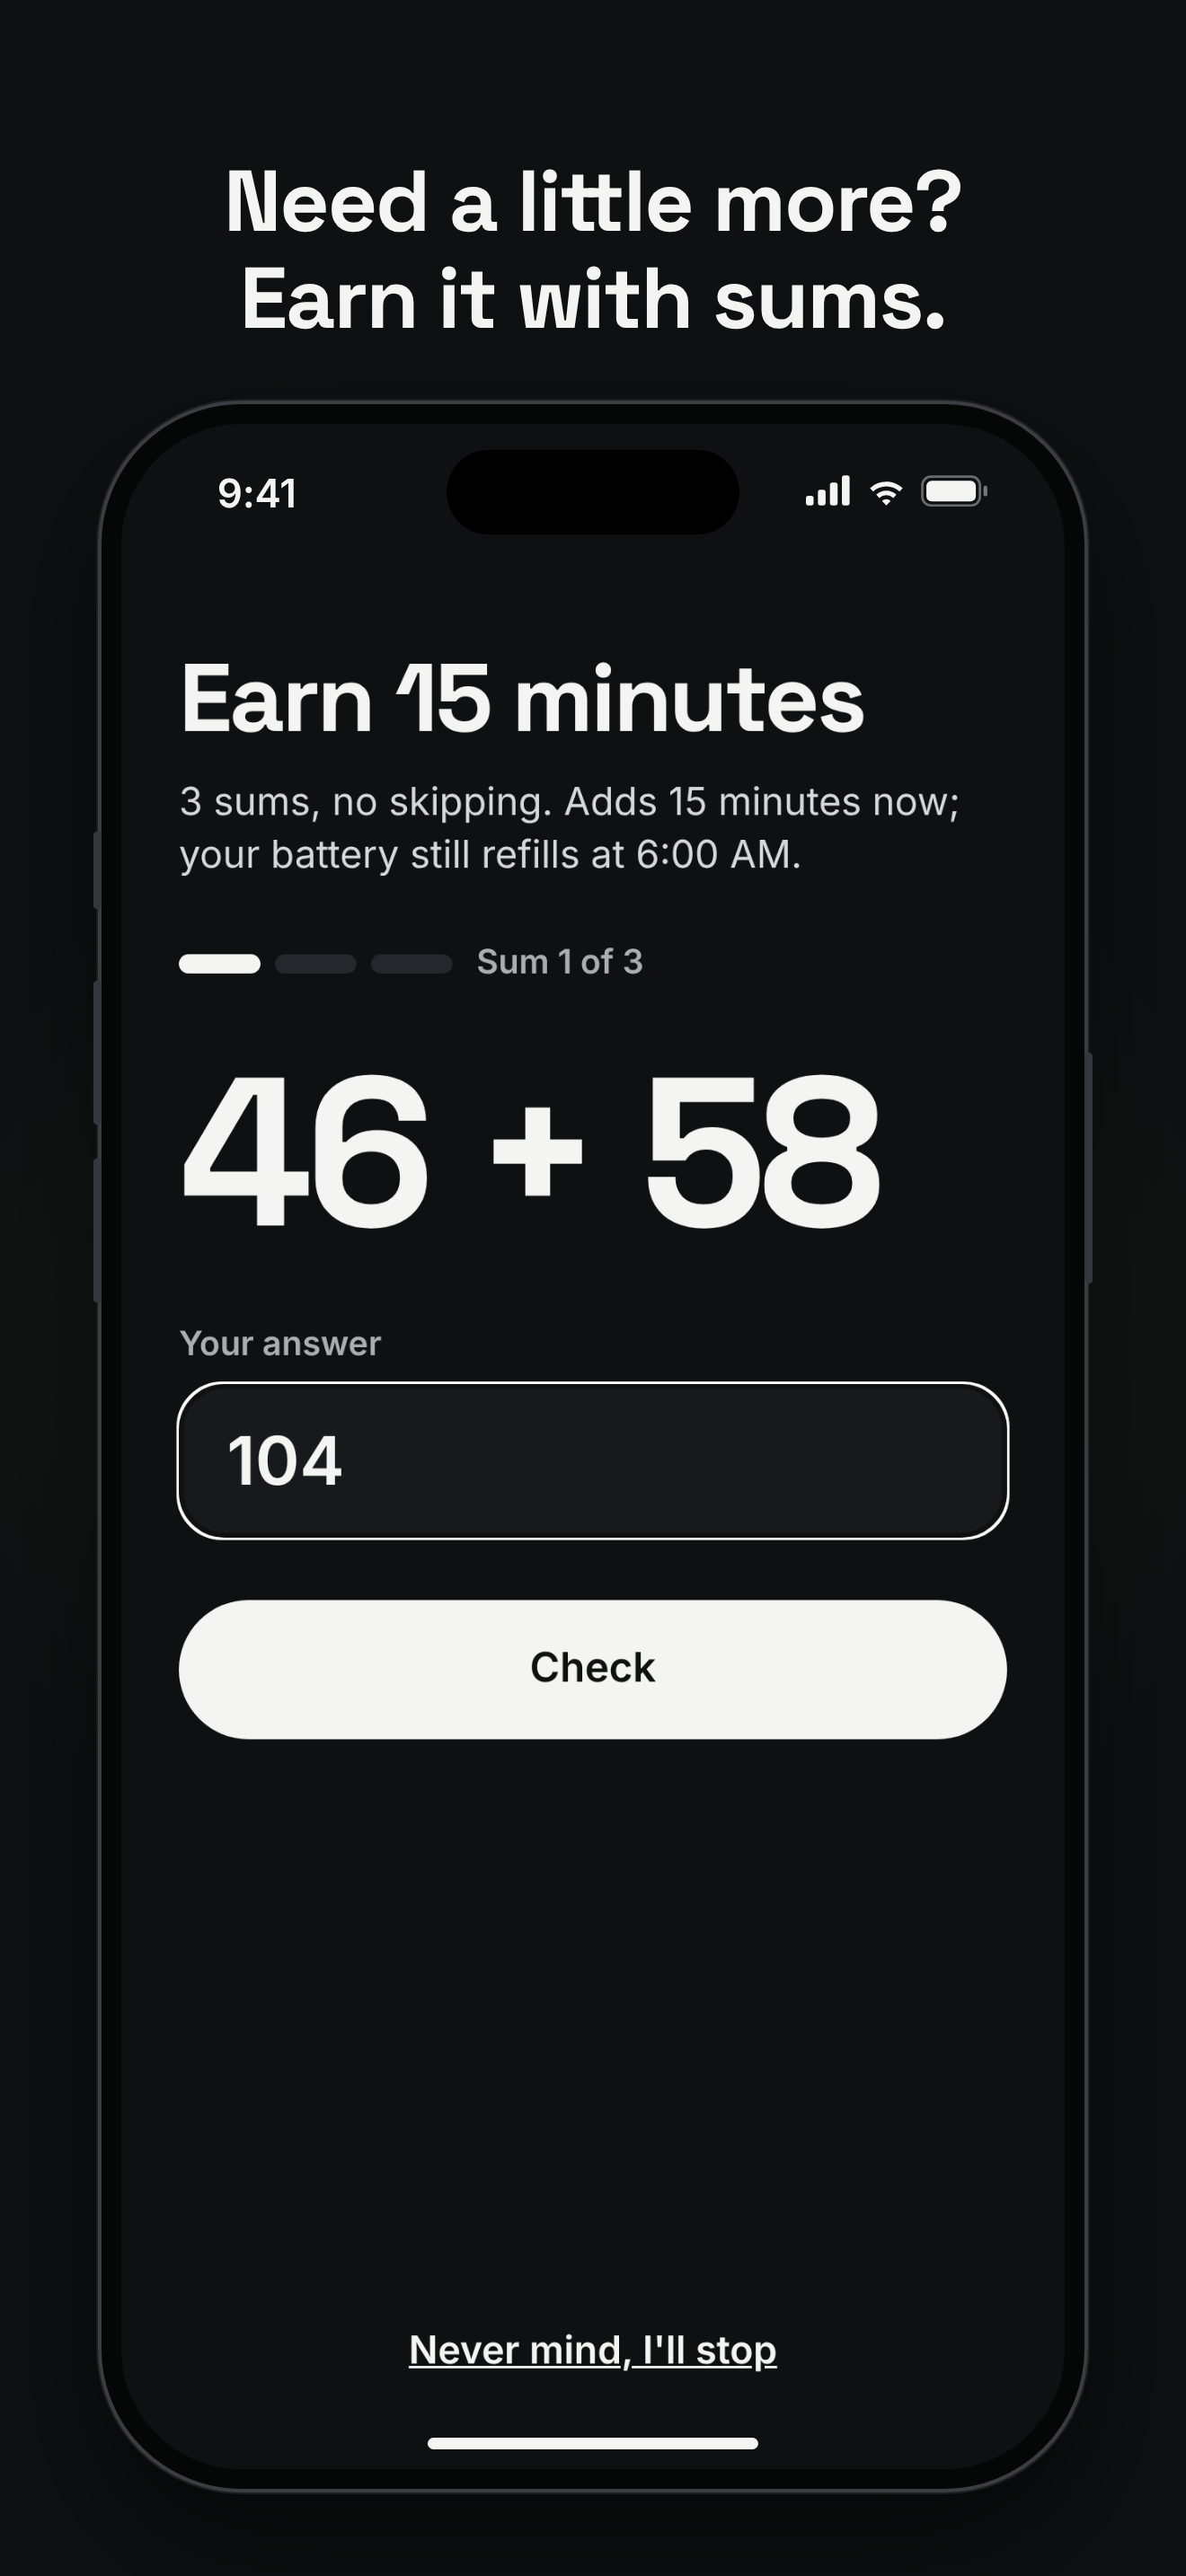 Need a little more?
Earn it with sums.
9:41
Earn 15 minutes
3 sums, no skipping. Adds 15 minutes now;
your battery still refills at 6:00 AM.
Sum 1 of 3
46 + 58
Your answer
104
Check
Never mind, I'll stop